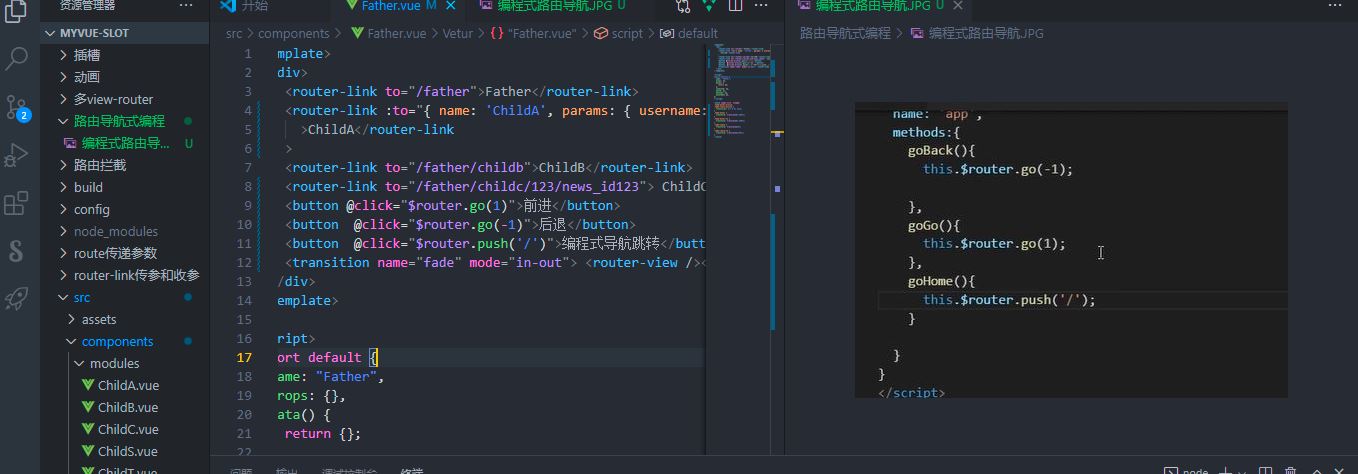 资源管理器 ···
MYVUE-SLOT
插槽
动画
多view-router
路由导航式编程
编程式路由导... U
路由拦截
build
config
node_modules
route传递参数
router-link传参和收参
src
assets
components
modules
ChildA.vue
ChildB.vue
ChildC.vue
ChildS.vue
ChildT.vue
2
开始 Father.vue M 编程式路由导航.JPG U
src > components > Father.vue > Vetur > {} "Father.vue" > script > default
1 mplate>
2 div>
3 <router-link to="/father">Father</router-link>
4 <router-link :to="{ name: 'ChildA', params: { username:
5 >ChildA</router-link
6 >
7 <router-link to="/father/childb">ChildB</router-link>
8 <router-link to="/father/childc/123/news_id123"> ChildC
9 <button @click="$router.go(1)">前进</button>
10 <button  @click="$router.go(-1)">后退</button>
11 <button  @click="$router.push('/')">编程式导航跳转</butt
12 <transition name="fade" mode="in-out"> <router-view /><
13 /div>
14 emplate>
15
16 ript>
17 ort default {
18 ame: "Father",
19 rops: {},
20 ata() {
21 return {};
22
编程式路由导航.JPG U
路由导航式编程 > 编程式路由导航.JPG
name: 'app',
methods:{
goBack(){
this.$router.go(-1);
},
goGo(){
this.$router.go(1);
},
goHome(){
this.$router.push('/');
}
}
}
</script>
问题 输出 调试控制台 终端
node